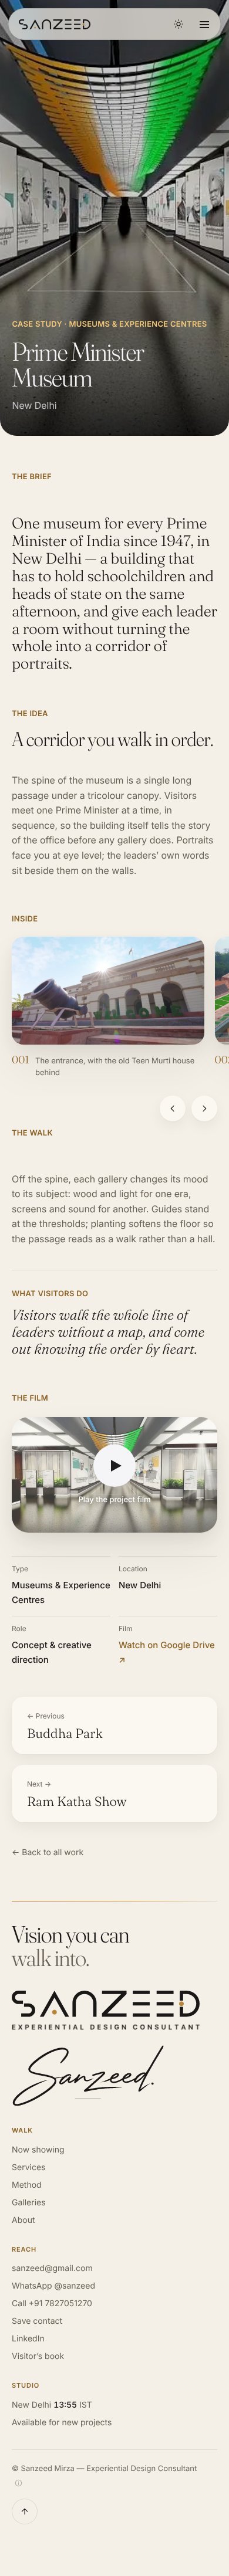 SANZEED
CASE STUDY · MUSEUMS & EXPERIENCE CENTRES
Prime Minister
Museum
New Delhi
THE BRIEF
One museum for every Prime
Minister of India since 1947, in
New Delhi — a building that
has to hold schoolchildren and
heads of state on the same
afternoon, and give each leader
a room without turning the
whole into a corridor of
portraits.
THE IDEA
A corridor you walk in order.
The spine of the museum is a single long
passage under a tricolour canopy. Visitors
meet one Prime Minister at a time, in
sequence, so the building itself tells the story
of the office before any gallery does. Portraits
face you at eye level; the leaders’ own words
sit beside them on the walls.
INSIDE
001 The entrance, with the old Teen Murti house
behind
THE WALK
Off the spine, each gallery changes its mood
to its subject: wood and light for one era,
screens and sound for another. Guides stand
at the thresholds; planting softens the floor so
the passage reads as a walk rather than a hall.
WHAT VISITORS DO
Visitors walk the whole line of
leaders without a map, and come
out knowing the order by heart.
THE FILM
Play the project film
Type Location
Museums & Experience New Delhi
Centres
Role Film
Concept & creative Watch on Google Drive
direction ↗
← Previous
Buddha Park
Next →
Ram Katha Show
← Back to all work
Vision you can
walk into.
SANZEED
EXPERIENTIAL DESIGN CONSULTANT
Sanzeed.
WALK
Now showing
Services
Method
Galleries
About
REACH
sanzeed@gmail.com
WhatsApp @sanzeed
Call +91 7827051270
Save contact
LinkedIn
Visitor’s book
STUDIO
New Delhi 13:55 IST
Available for new projects
© Sanzeed Mirza — Experiential Design Consultant